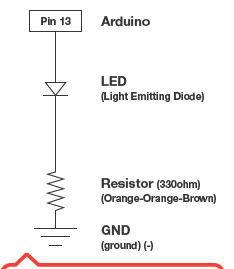 Pin 13 Arduino
LED
(Light Emitting Diode)
Resistor (330ohm)
(Orange-Orange-Brown)
GND
(ground) (-)